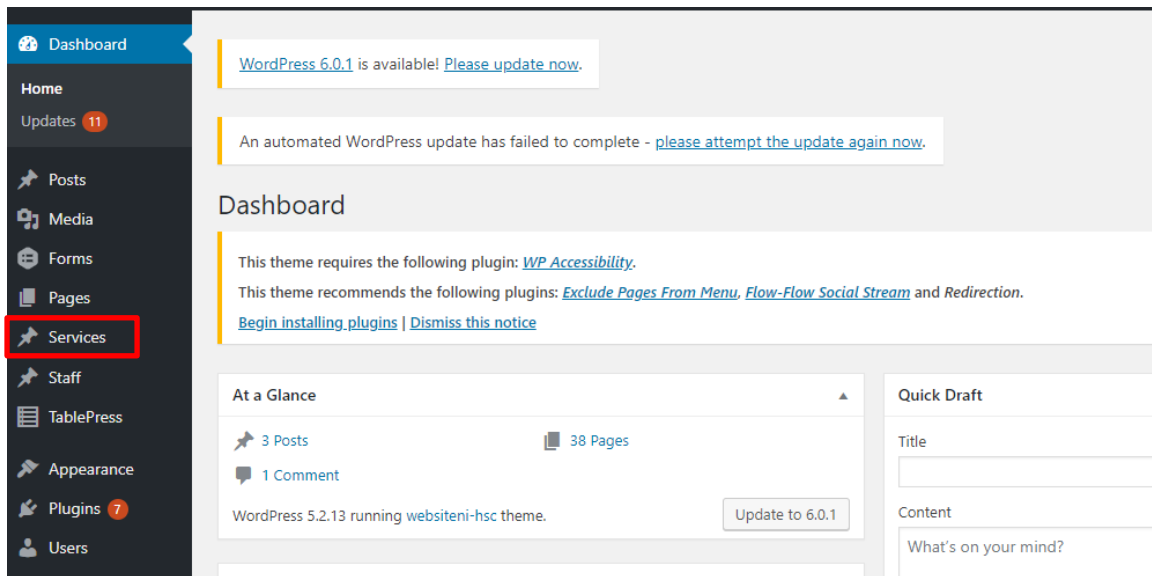 Dashboard
Home
Updates 11
Posts
Media
Forms
Pages
Services
Staff
TablePress
Appearance
Plugins 7
Users
WordPress 6.0.1 is available! Please update now.
An automated WordPress update has failed to complete - please attempt the update again now.
Dashboard
This theme requires the following plugin: WP Accessibility.
This theme recommends the following plugins: Exclude Pages From Menu, Flow-Flow Social Stream and Redirection.
Begin installing plugins | Dismiss this notice
At a Glance
3 Posts
38 Pages
1 Comment
WordPress 5.2.13 running websiteni-hsc theme.
Update to 6.0.1
Quick Draft
Title
Content
What's on your mind?